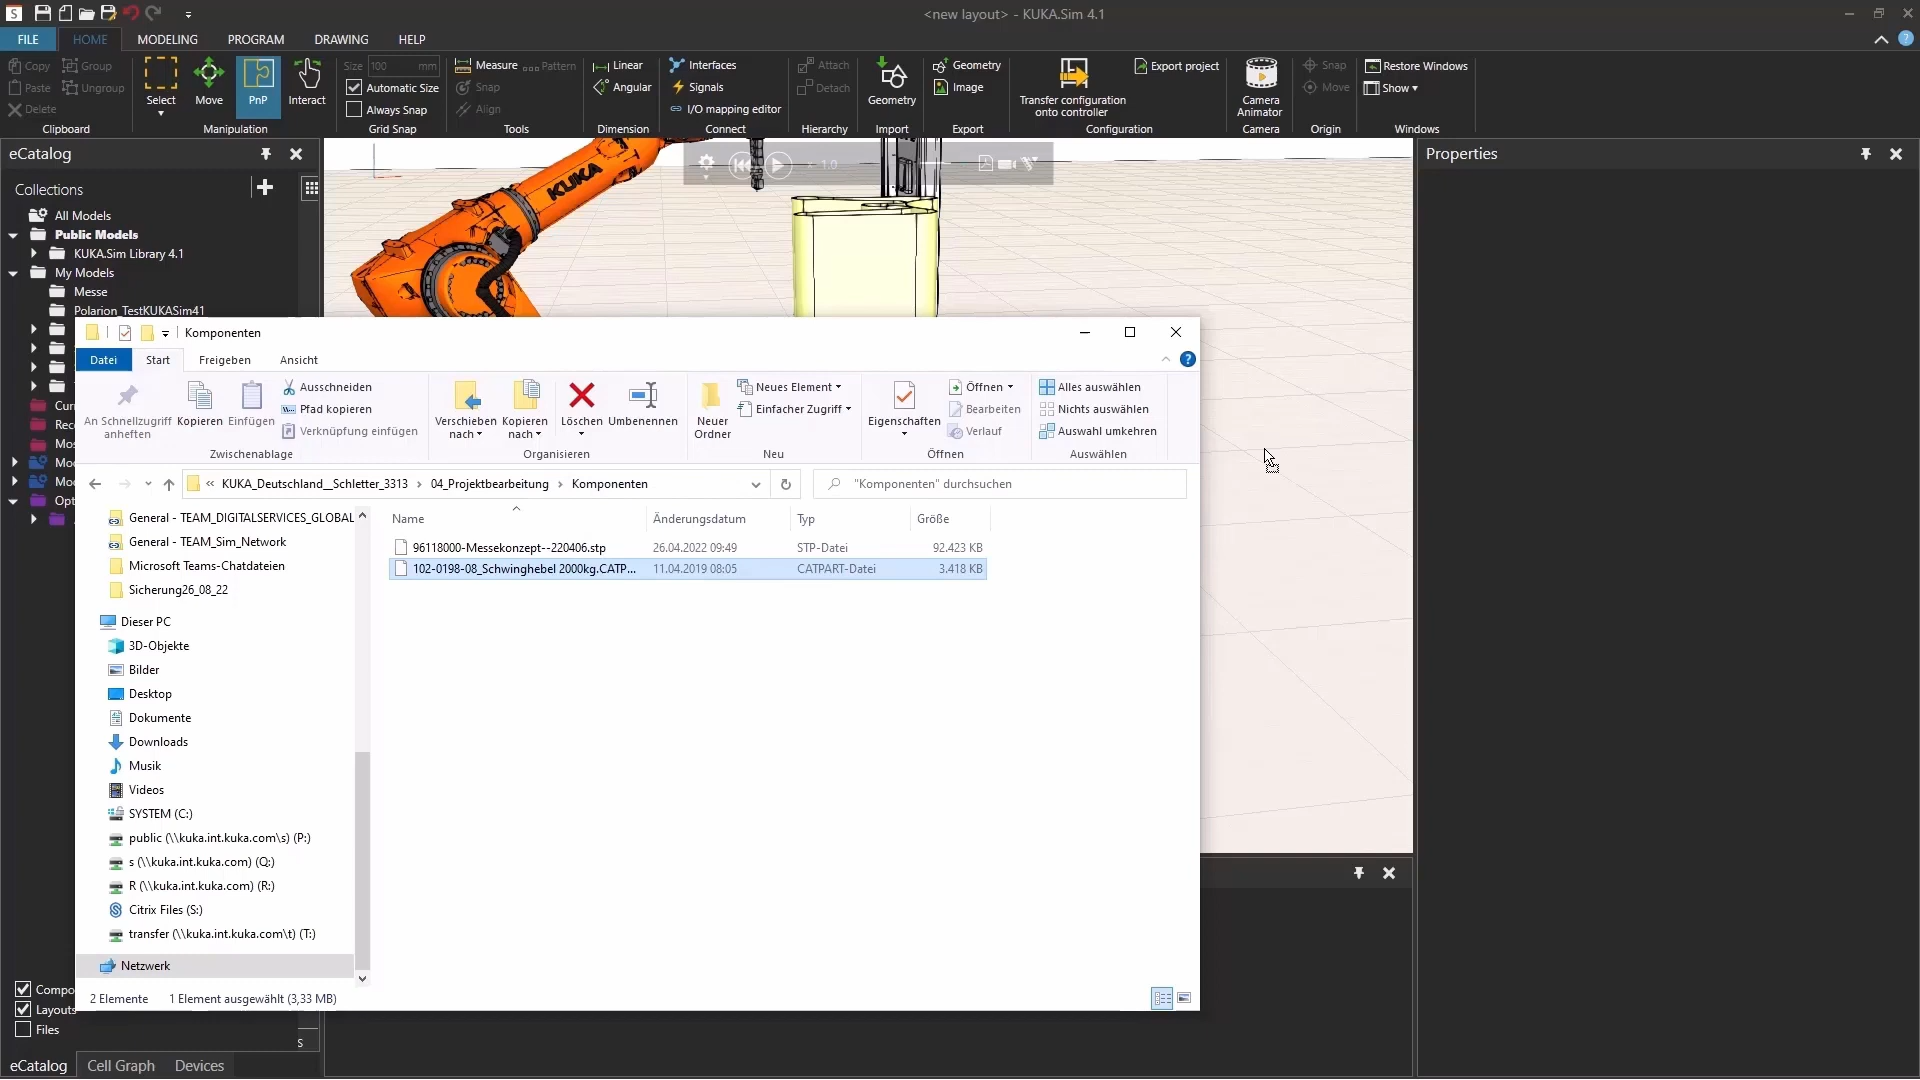 S
<new layout> - KUKA.Sim 4.1
FILE
HOME
MODELING
PROGRAM
DRAWING
HELP
Copy
Group
Paste
Ungroup
Delete
Clipboard
Select
Move
PnP
Interact
Manipulation
Size 100 mm
Automatic Size
Always Snap
Grid Snap
Measure
Pattern
Snap
Align
Tools
Linear
Angular
Dimension
Interfaces
Signals
I/O mapping editor
Connect
Attach
Detach
Hierarchy
Geometry
Import
Geometry
Image
Export
Transfer configuration
onto controller
Export project
Configuration
Camera
Animator
Camera
Snap
Move
Origin
Restore Windows
Show
Windows
eCatalog
Collections
All Models
Public Models
KUKA.Sim Library 4.1
My Models
Messe
Polarion_TestKUKASim41
Opt
KUKA
1.0
Properties
Komponenten
Datei
Start
Freigeben
Ansicht
An Schnellzugriff
anheften
Kopieren
Einfügen
Ausschneiden
Pfad kopieren
Verknüpfung einfügen
Zwischenablage
Verschieben
nach
Kopieren
nach
Löschen
Umbenennen
Organisieren
Neuer
Ordner
Neues Element
Einfacher Zugriff
Neu
Eigenschaften
Öffnen
Bearbeiten
Verlauf
Öffnen
Alles auswählen
Nichts auswählen
Auswahl umkehren
Auswählen
« KUKA_Deutschland__Schletter_3313 › 04_Projektbearbeitung › Komponenten
"Komponenten" durchsuchen
General - TEAM_DIGITALSERVICES_GLOBAL
General - TEAM_Sim_Network
Microsoft Teams-Chatdateien
Sicherung26_08_22
Dieser PC
3D-Objekte
Bilder
Desktop
Dokumente
Downloads
Musik
Videos
SYSTEM (C:)
public (\\kuka.int.kuka.com\s) (P:)
s (\\kuka.int.kuka.com) (Q:)
R (\\kuka.int.kuka.com) (R:)
Citrix Files (S:)
transfer (\\kuka.int.kuka.com\t) (T:)
Netzwerk
Name Änderungsdatum Typ Größe
96118000-Messekonzept--220406.stp 26.04.2022 09:49 STP-Datei 92.423 KB
102-0198-08_Schwinghebel 2000kg.CATP... 11.04.2019 08:05 CATPART-Datei 3.418 KB
2 Elemente 1 Element ausgewählt (3,33 MB)
Compo
Layouts
Files
s
eCatalog
Cell Graph
Devices